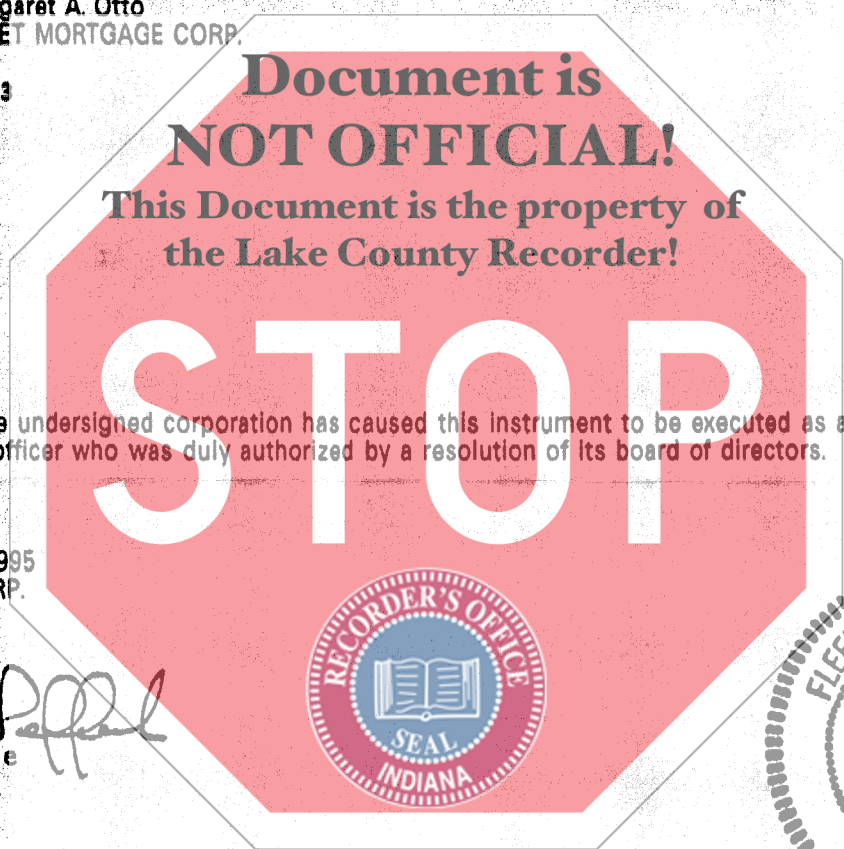 garet A. Otto
ET MORTGAGE CORP.
Document is
NOT OFFICIAL!
This Document is the property of
the Lake County Recorder!
STOP
e undersigned corporation has caused this instrument to be executed as a
officer who was duly authorized by a resolution of its board of directors.
995
RP.
RECORDER'S OFFICE
SEAL
INDIANA
FLEE
e